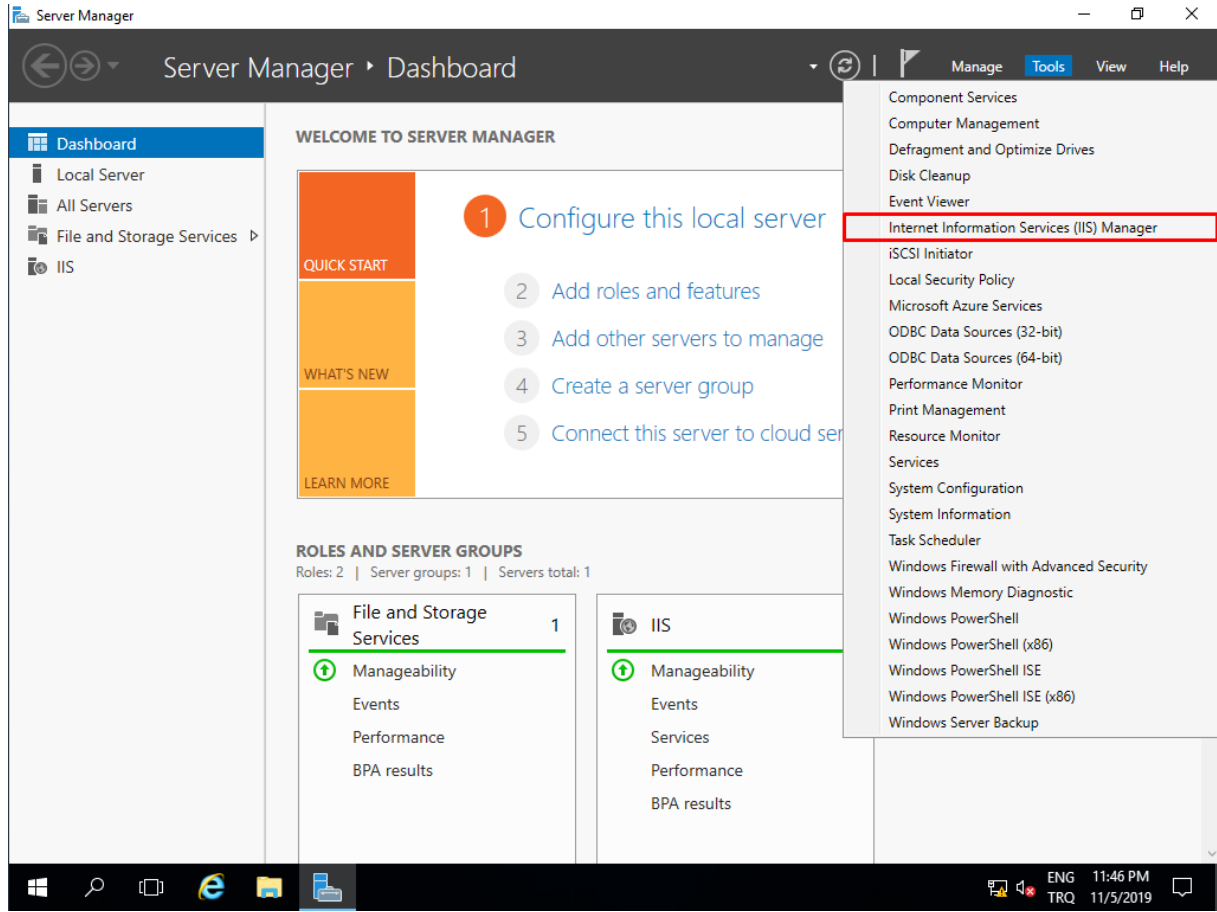 Server Manager
Server Manager • Dashboard
Manage Tools View Help
Dashboard
Local Server
All Servers
File and Storage Services
IIS
WELCOME TO SERVER MANAGER
QUICK START
WHAT'S NEW
LEARN MORE
1 Configure this local server
2 Add roles and features
3 Add other servers to manage
4 Create a server group
5 Connect this server to cloud ser
ROLES AND SERVER GROUPS
Roles: 2 | Server groups: 1 | Servers total: 1
File and Storage
Services
1
Manageability
Events
Performance
BPA results
IIS
Manageability
Events
Services
Performance
BPA results
Component Services
Computer Management
Defragment and Optimize Drives
Disk Cleanup
Event Viewer
Internet Information Services (IIS) Manager
iSCSI Initiator
Local Security Policy
Microsoft Azure Services
ODBC Data Sources (32-bit)
ODBC Data Sources (64-bit)
Performance Monitor
Print Management
Resource Monitor
Services
System Configuration
System Information
Task Scheduler
Windows Firewall with Advanced Security
Windows Memory Diagnostic
Windows PowerShell
Windows PowerShell (x86)
Windows PowerShell ISE
Windows PowerShell ISE (x86)
Windows Server Backup
ENG
TRQ
11:46 PM
11/5/2019